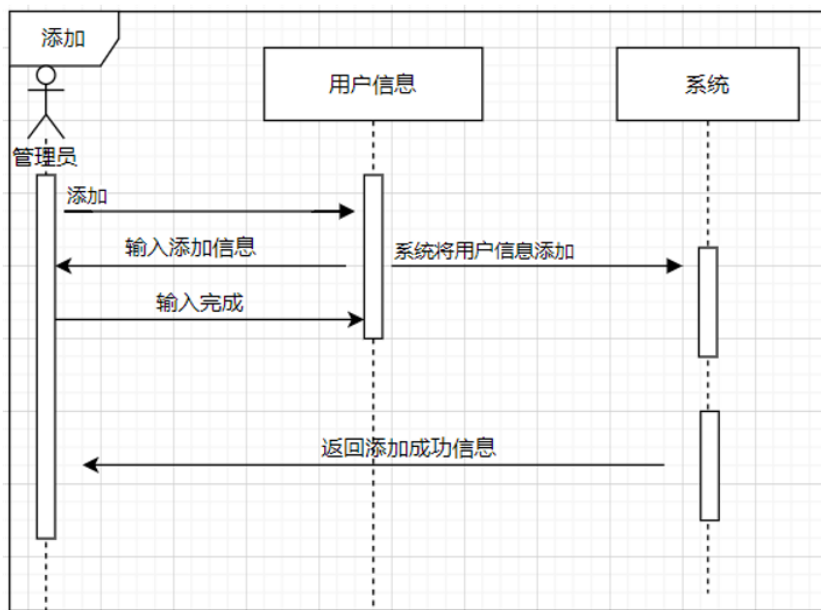 添加
用户信息
系统
管理员
添加
输入添加信息
系统将用户信息添加
输入完成
返回添加成功信息